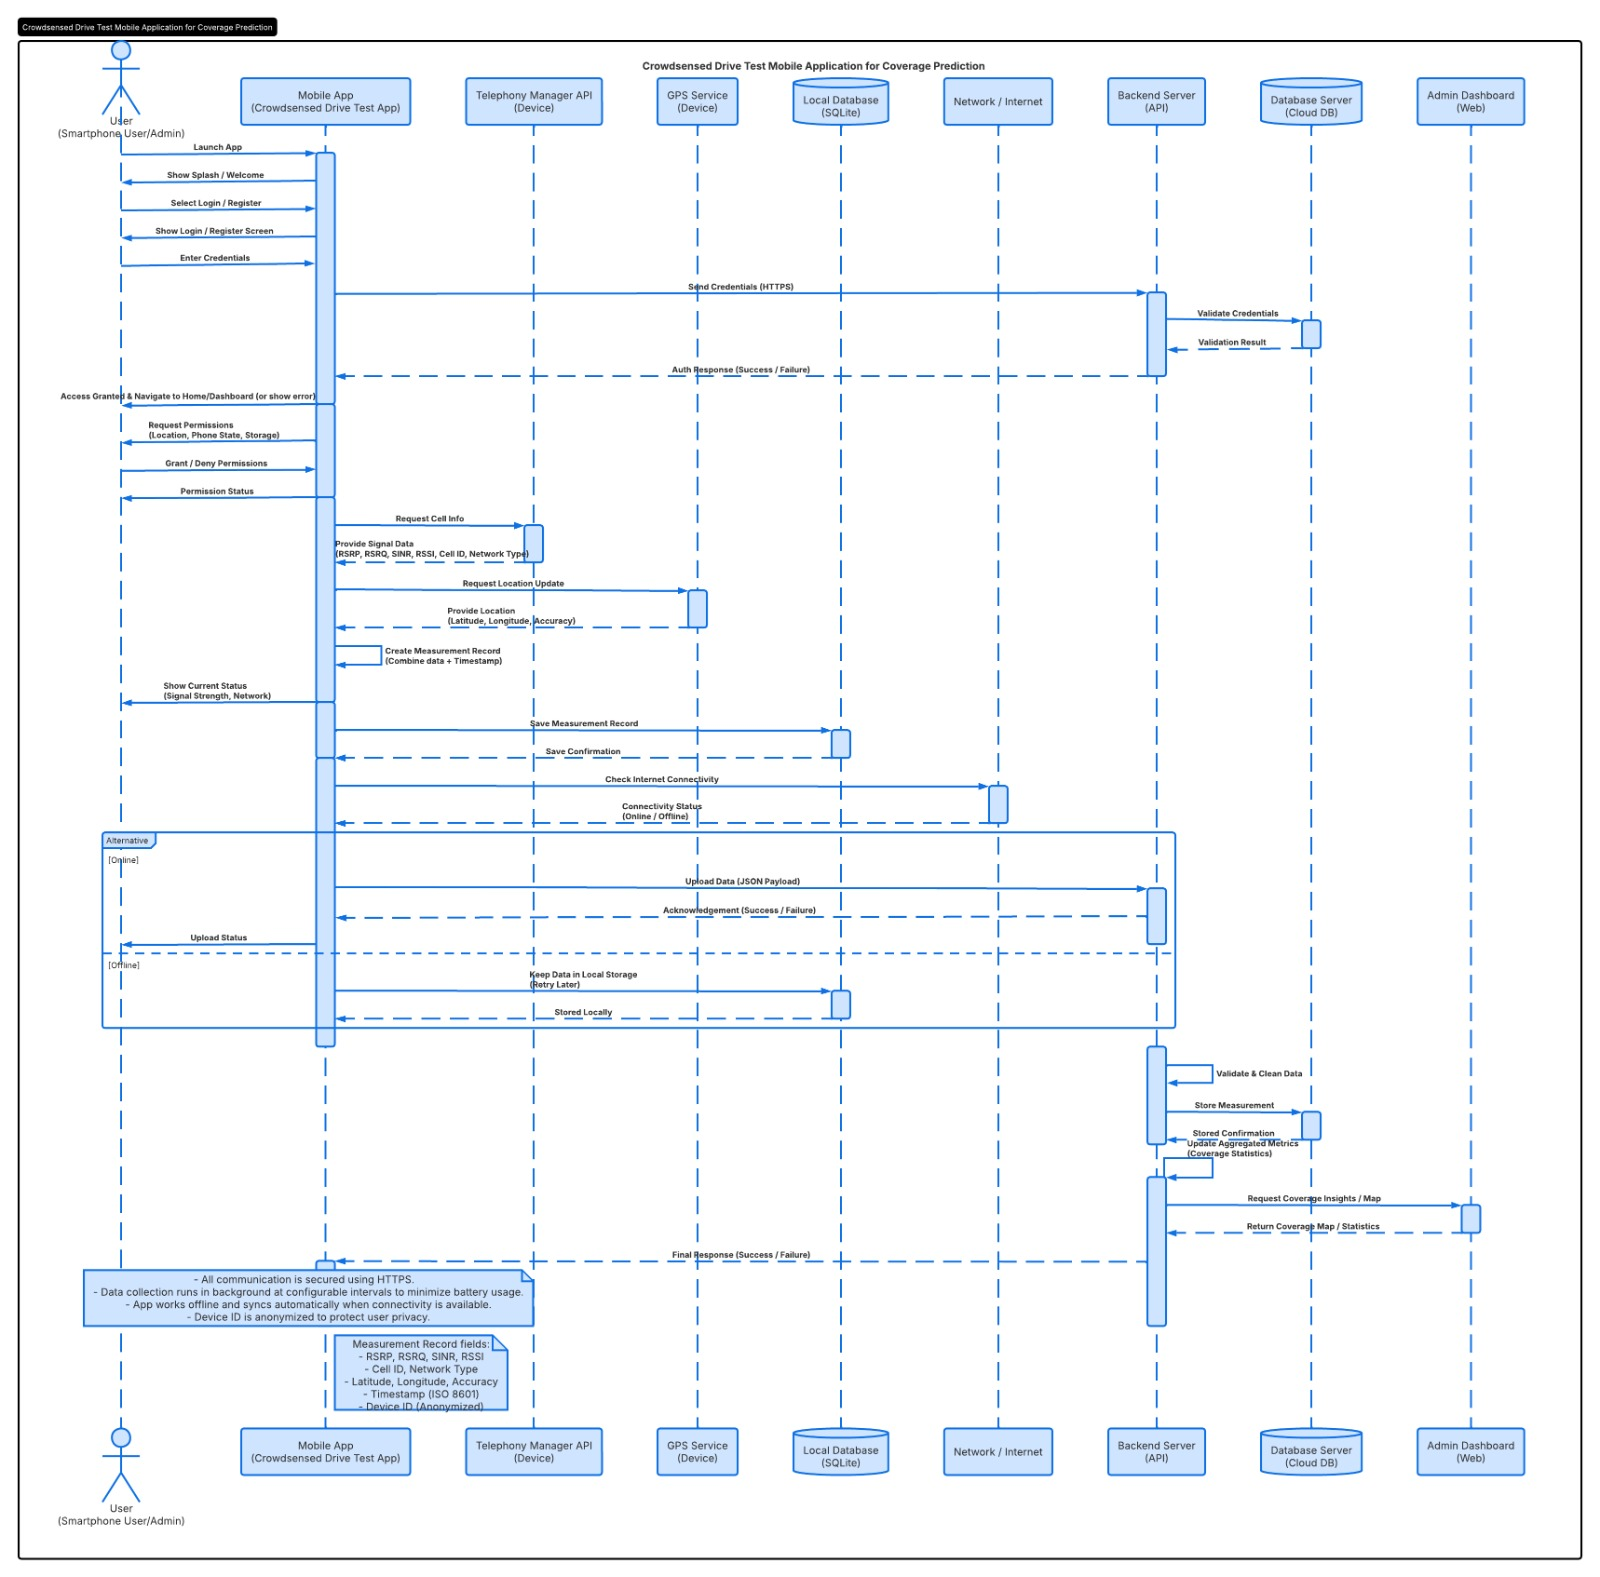 Crowdsensed Drive Test Mobile Application for Coverage Prediction
Crowdsensed Drive Test Mobile Application for Coverage Prediction
User
(Smartphone User/Admin)
Mobile App
(Crowdsensed Drive Test App)
Telephony Manager API
(Device)
GPS Service
(Device)
Local Database
(SQLite)
Network / Internet
Backend Server
(API)
Database Server
(Cloud DB)
Admin Dashboard
(Web)
Launch App
Show Splash / Welcome
Select Login / Register
Show Login / Register Screen
Enter Credentials
Send Credentials (HTTPS)
Validate Credentials
Validation Result
Auth Response (Success / Failure)
Access Granted & Navigate to Home/Dashboard (or show error)
Request Permissions
(Location, Phone State, Storage)
Grant / Deny Permissions
Permission Status
Request Cell Info
Provide Signal Data
(RSRP, RSRQ, SINR, RSSI, Cell ID, Network Type)
Request Location Update
Provide Location
(Latitude, Longitude, Accuracy)
Create Measurement Record
(Combine data + Timestamp)
Show Current Status
(Signal Strength, Network)
Save Measurement Record
Save Confirmation
Check Internet Connectivity
Connectivity Status
(Online / Offline)
Alternative
[Online]
Upload Data (JSON Payload)
Acknowledgement (Success / Failure)
Upload Status
[Offline]
Keep Data in Local Storage
(Retry Later)
Stored Locally
Validate & Clean Data
Store Measurement
Stored Confirmation
Update Aggregated Metrics
(Coverage Statistics)
Request Coverage Insights / Map
Return Coverage Map / Statistics
Final Response (Success / Failure)
- All communication is secured using HTTPS.
- Data collection runs in background at configurable intervals to minimize battery usage.
- App works offline and syncs automatically when connectivity is available.
- Device ID is anonymized to protect user privacy.
Measurement Record fields:
- RSRP, RSRQ, SINR, RSSI
- Cell ID, Network Type
- Latitude, Longitude, Accuracy
- Timestamp (ISO 8601)
- Device ID (Anonymized)
User
(Smartphone User/Admin)
Mobile App
(Crowdsensed Drive Test App)
Telephony Manager API
(Device)
GPS Service
(Device)
Local Database
(SQLite)
Network / Internet
Backend Server
(API)
Database Server
(Cloud DB)
Admin Dashboard
(Web)